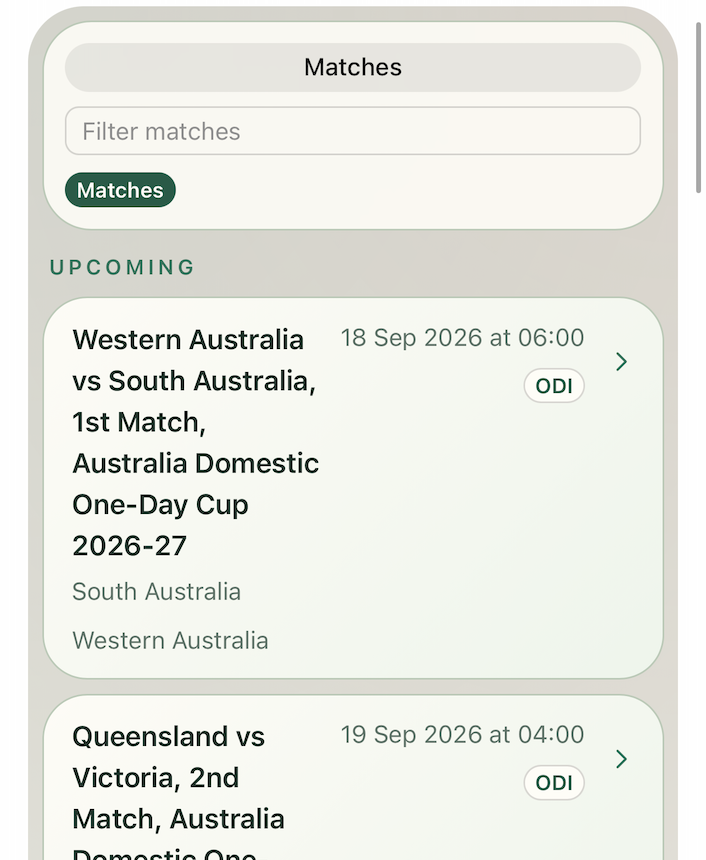 Matches
Filter matches
Matches
UPCOMING
Western Australia
vs South Australia,
1st Match,
Australia Domestic
One-Day Cup
2026-27
18 Sep 2026 at 06:00
ODI
South Australia
Western Australia
Queensland vs
Victoria, 2nd
Match, Australia
Domestic One-
19 Sep 2026 at 04:00
ODI